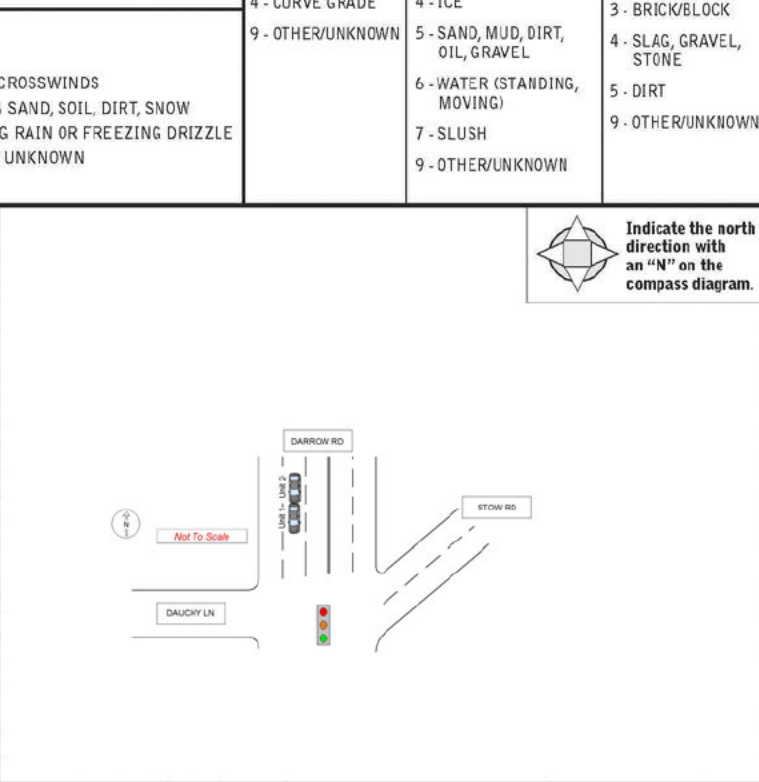 4 - CURVE GRADE
9 - OTHER/UNKNOWN
4 - ICE
5 - SAND, MUD, DIRT,
OIL, GRAVEL
6 - WATER (STANDING,
MOVING)
7 - SLUSH
9 - OTHER/UNKNOWN
3 - BRICK/BLOCK
4 - SLAG, GRAVEL,
STONE
5 - DIRT
9 - OTHER/UNKNOWN
CROSSWINDS
SAND, SOIL, DIRT, SNOW
G RAIN OR FREEZING DRIZZLE
UNKNOWN
Indicate the north
direction with
an "N" on the
compass diagram.
DARROW RD
Unit 2
Unit 1
STOW RD
N
Not To Scale
DAUCHY LN